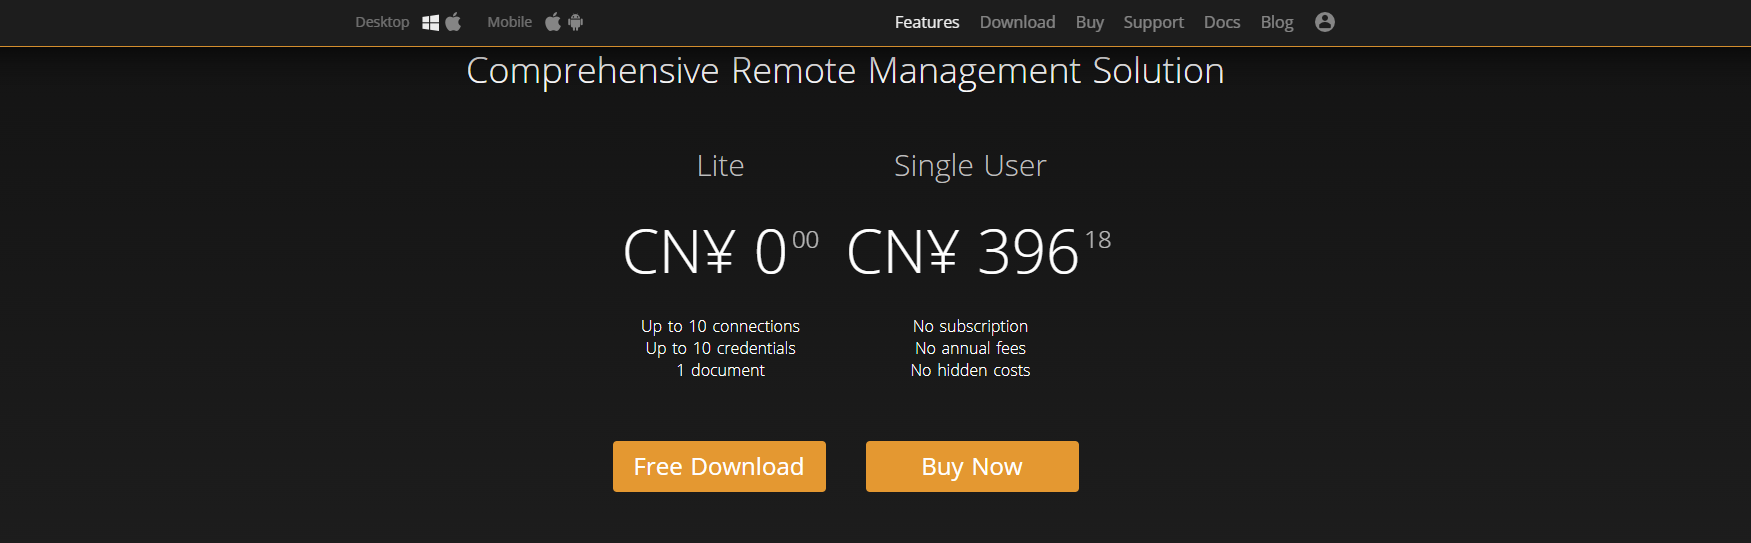 Desktop Mobile Features Download Buy Support Docs Blog
Comprehensive Remote Management Solution
Lite
CN¥ 0 00
Up to 10 connections
Up to 10 credentials
1 document
Free Download
Single User
CN¥ 396 18
No subscription
No annual fees
No hidden costs
Buy Now